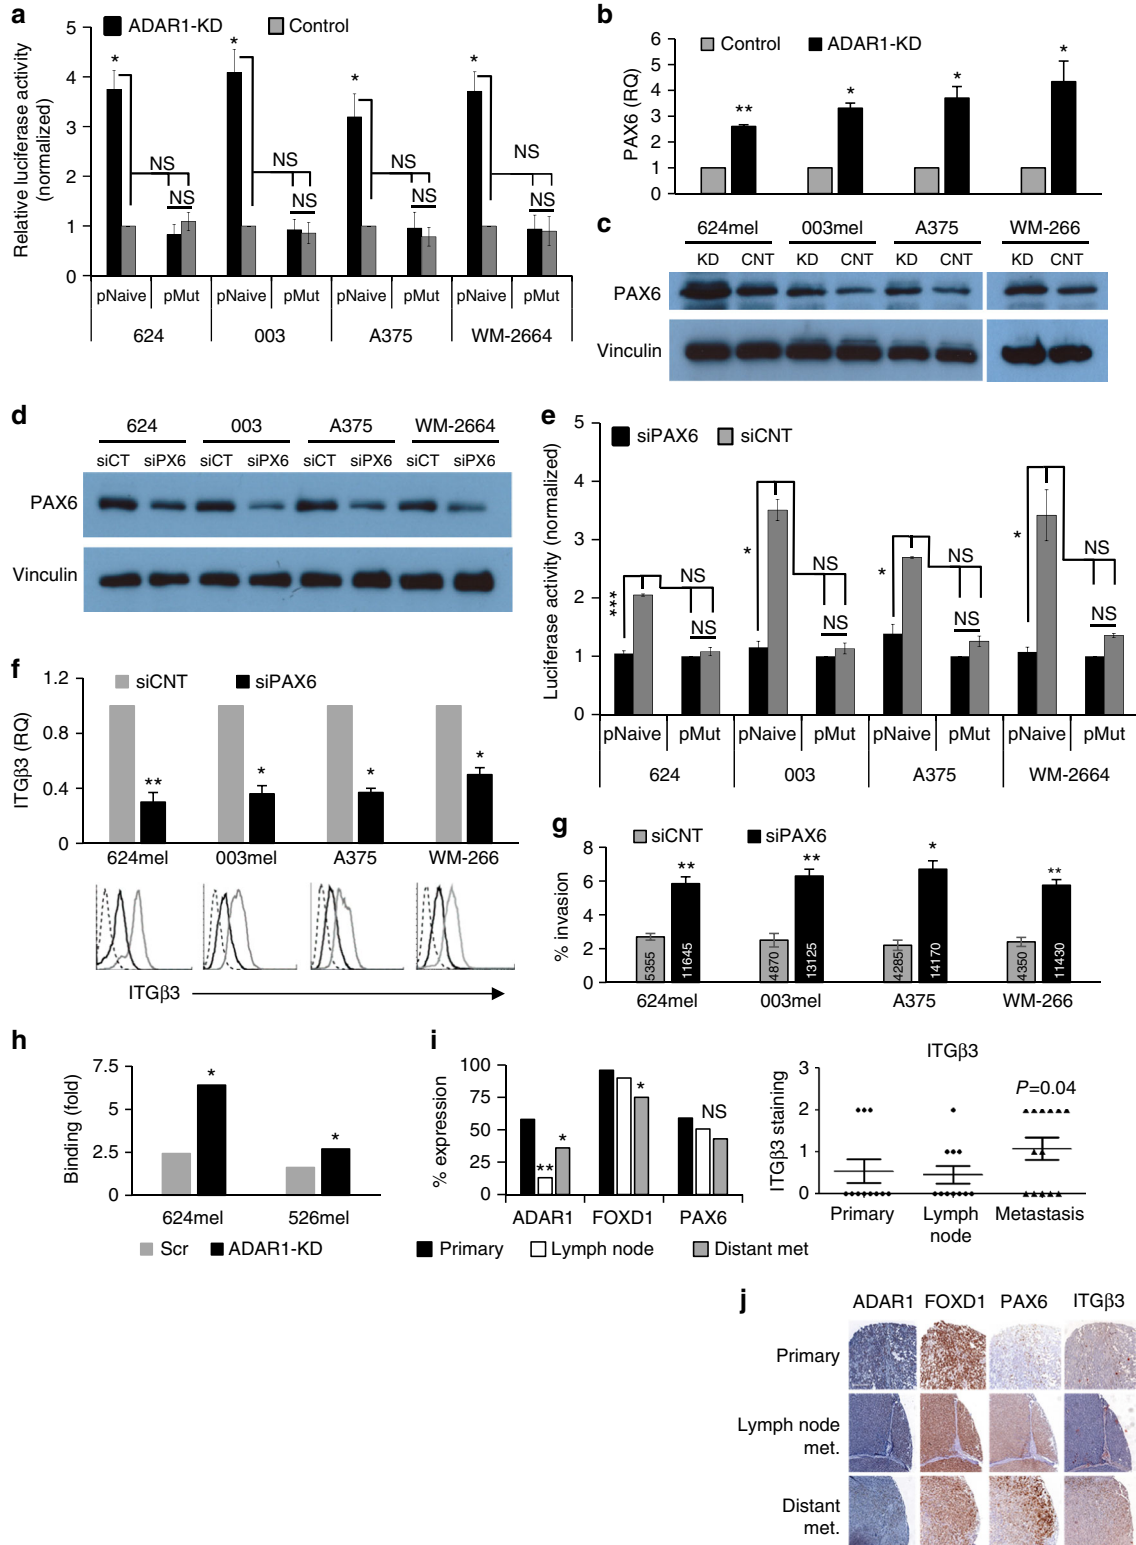 a
ADAR1-KD
Control
Relative luciferase activity
(normalized)
5
4
3
2
1
0
*
*
*
*
NS
NS
NS
NS
NS
NS
NS
NS
pNaive pMut pNaive pMut pNaive pMut pNaive pMut
624 003 A375 WM-2664
b
Control
ADAR1-KD
PAX6 (RQ)
6
5
4
3
2
1
1
0
**
*
*
*
c
624mel 003mel A375 WM-266
KD CNT KD CNT KD CNT KD CNT
PAX6
Vinculin
d
624 003 A375 WM-2664
siCT siPX6 siCT siPX6 siCT siPX6 siCT siPX6
PAX6
Vinculin
e
siPAX6
siCNT
Luciferase activity (normalized)
5
4
3
2
1
0
***
*
*
*
NS
NS
NS
NS
NS
NS
NS
NS
pNaive pMut pNaive pMut pNaive pMut pNaive pMut
624 003 A375 WM-2664
f
siCNT
siPAX6
ITGβ3 (RQ)
1.2
0.8
0.4
0
**
*
*
*
624mel 003mel A375 WM-266
ITGβ3
g
siCNT
siPAX6
% invasion
8
6
4
2
0
**
**
*
**
5355 11645 4870 13125 4285 14170 4350 11430
624mel 003mel A375 WM-266
h
Binding (fold)
7.5
5
2.5
0
*
*
624mel 526mel
Scr
ADAR1-KD
i
% expression
100
75
50
25
0
**
*
*
NS
ADAR1 FOXD1 PAX6
Primary
Lymph node
Distant met
ITGβ3
ITGβ3 staining
3
2
1
0
P=0.04
Primary Lymph Metastasis
node
j
ADAR1 FOXD1 PAX6 ITGβ3
Primary
Lymph node
met.
Distant
met.